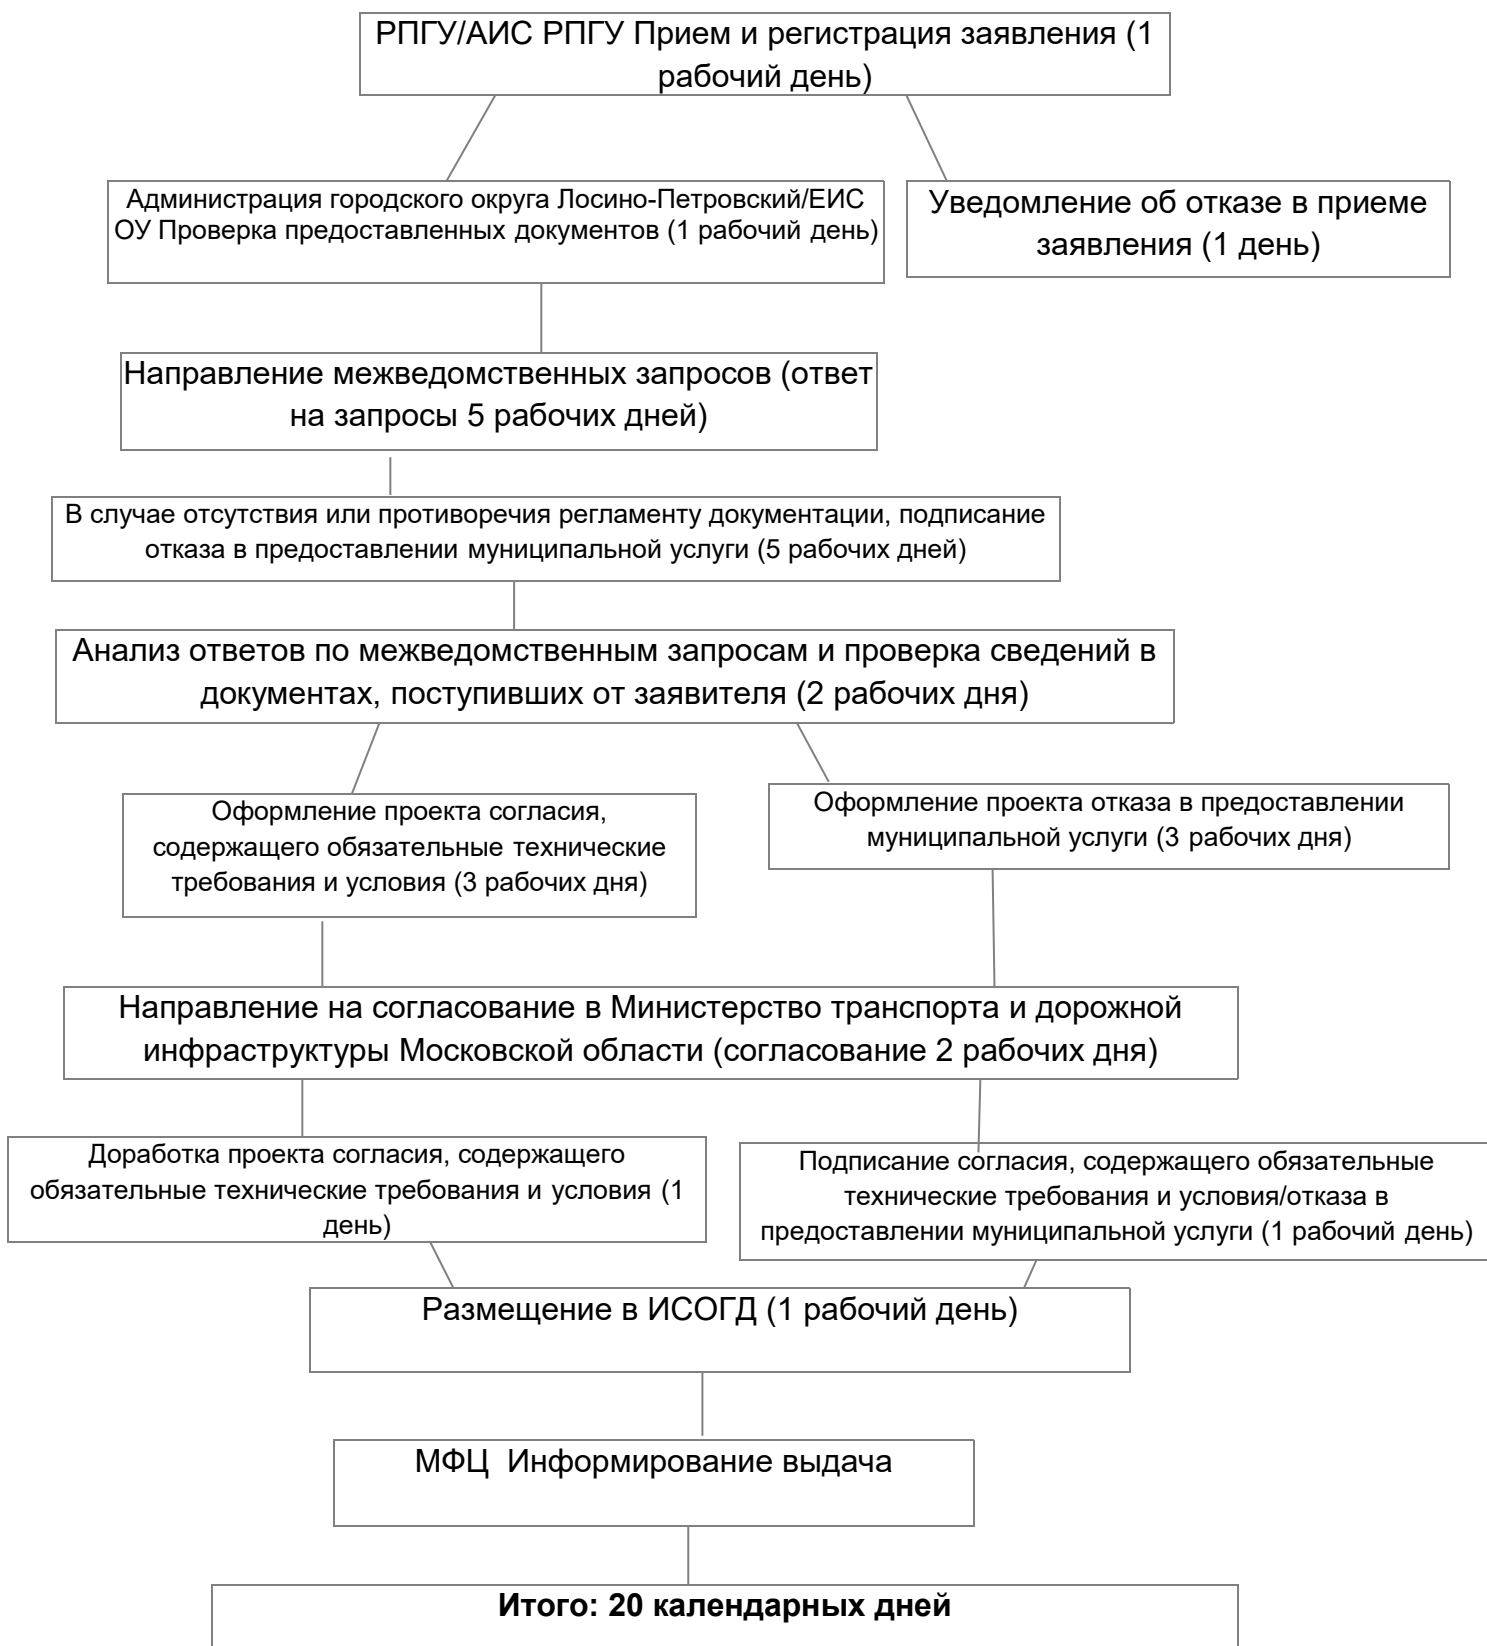 РПГУ/АИС РПГУ Прием и регистрация заявления (1
рабочий день)
Администрация городского округа Лосино-Петровский/ЕИС
ОУ Проверка предоставленных документов (1 рабочий день)
Уведомление об отказе в приеме
заявления (1 день)
Направление межведомственных запросов (ответ
на запросы 5 рабочих дней)
В случае отсутствия или противоречия регламенту документации, подписание
отказа в предоставлении муниципальной услуги (5 рабочих дней)
Анализ ответов по межведомственным запросам и проверка сведений в
документах, поступивших от заявителя (2 рабочих дня)
Оформление проекта согласия,
содержащего обязательные технические
требования и условия (3 рабочих дня)
Оформление проекта отказа в предоставлении
муниципальной услуги (3 рабочих дня)
Направление на согласование в Министерство транспорта и дорожной
инфраструктуры Московской области (согласование 2 рабочих дня)
Доработка проекта согласия, содержащего
обязательные технические требования и условия (1
день)
Подписание согласия, содержащего обязательные
технические требования и условия/отказа в
предоставлении муниципальной услуги (1 рабочий день)
Размещение в ИСОГД (1 рабочий день)
МФЦ  Информирование выдача
Итого: 20 календарных дней